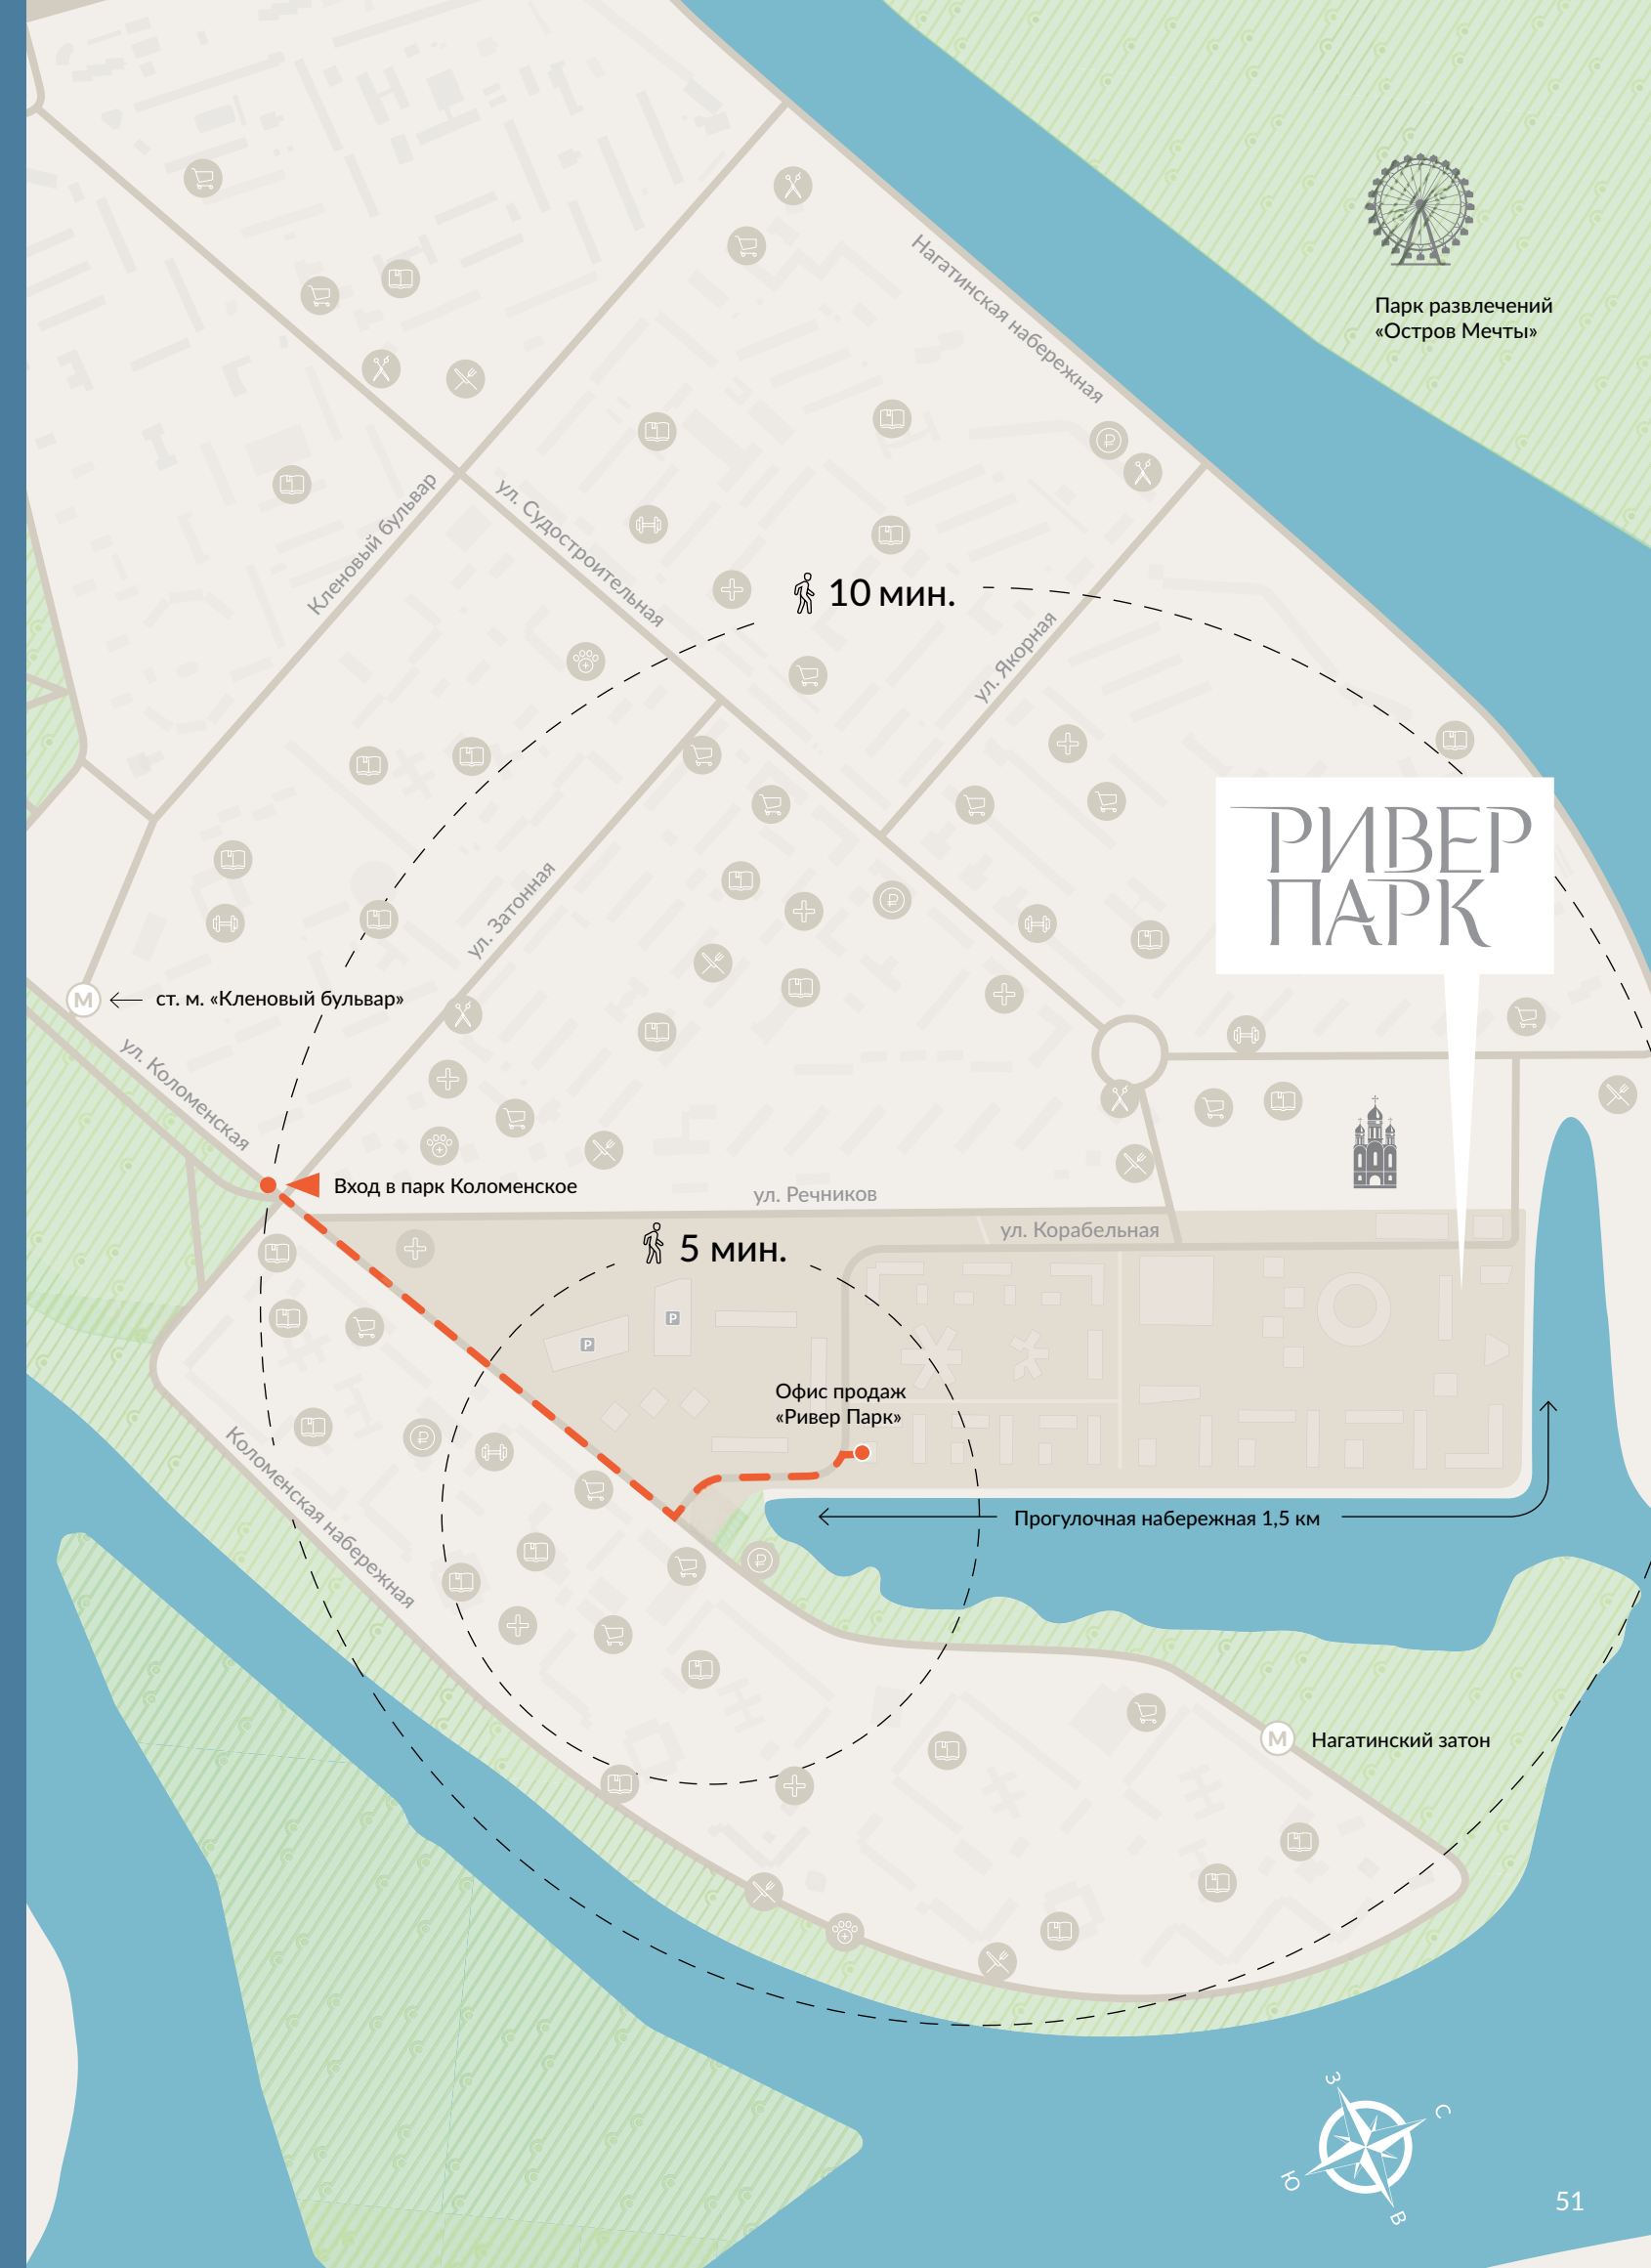 Парк развлечений
«Остров Мечты»
Нагатинская набережная
Кленовый бульвар
ул. Судостроительная
10 мин.
ул. Якорная
РИВЕР
ПАРК
ул. Затонная
М
ст. м. «Кленовый бульвар»
ул. Коломенская
Вход в парк Коломенское
ул. Речников
ул. Корабельная
5 мин.
P
P
Офис продаж
«Ривер Парк»
Прогулочная набережная 1,5 км
Коломенская набережная
М
Нагатинский затон
З
С
Ю
В
51